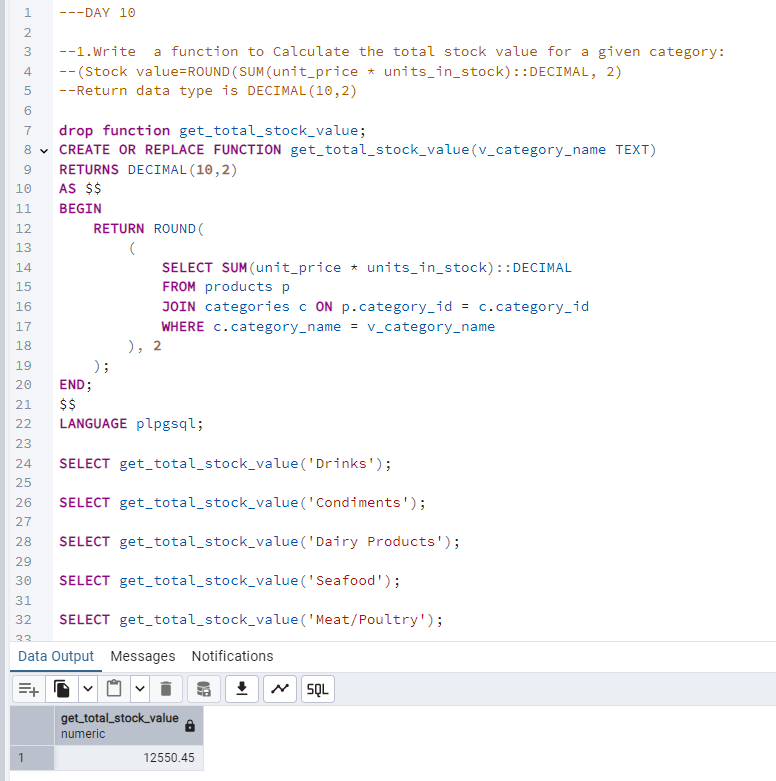 1 ---DAY 10
2
3 --1.Write  a function to Calculate the total stock value for a given category:
4 --(Stock value=ROUND(SUM(unit_price * units_in_stock)::DECIMAL, 2)
5 --Return data type is DECIMAL(10,2)
6
7 drop function get_total_stock_value;
8 CREATE OR REPLACE FUNCTION get_total_stock_value(v_category_name TEXT)
9 RETURNS DECIMAL(10,2)
10 AS $$
11 BEGIN
12     RETURN ROUND(
13         (
14             SELECT SUM(unit_price * units_in_stock)::DECIMAL
15             FROM products p
16             JOIN categories c ON p.category_id = c.category_id
17             WHERE c.category_name = v_category_name
18         ), 2
19     );
20 END;
21 $$
22 LANGUAGE plpgsql;
23
24 SELECT get_total_stock_value('Drinks');
25
26 SELECT get_total_stock_value('Condiments');
27
28 SELECT get_total_stock_value('Dairy Products');
29
30 SELECT get_total_stock_value('Seafood');
31
32 SELECT get_total_stock_value('Meat/Poultry');
33
Data Output Messages Notifications
SQL
get_total_stock_value
numeric
1 12550.45